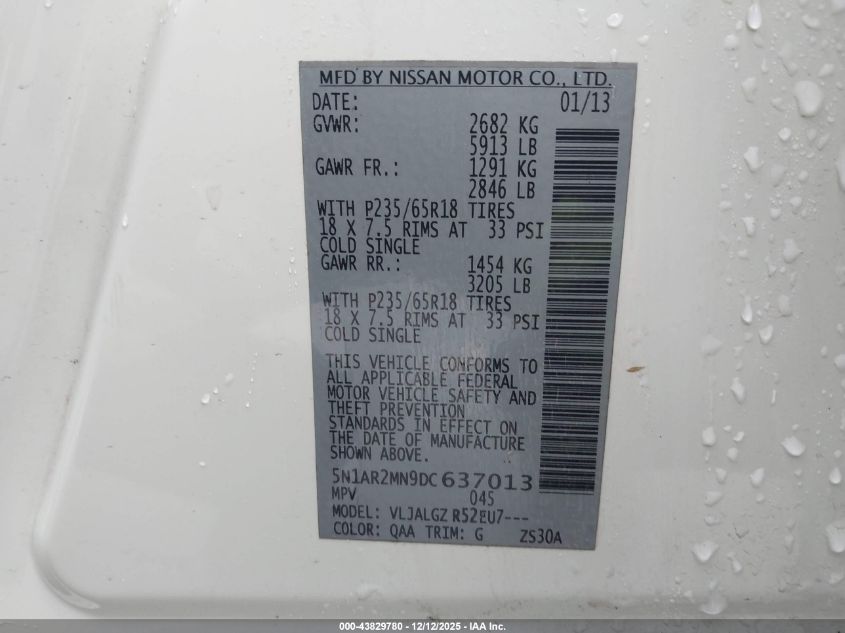 MFD BY NISSAN MOTOR CO., LTD.
DATE: 01/13
GVWR: 2682 KG
5913 LB
GAWR FR.: 1291 KG
2846 LB
WITH P235/65R18 TIRES
18 X 7.5 RIMS AT 33 PSI
COLD SINGLE
GAWR RR.: 1454 KG
3205 LB
WITH P235/65R18 TIRES
18 X 7.5 RIMS AT 33 PSI
COLD SINGLE
THIS VEHICLE CONFORMS TO
ALL APPLICABLE FEDERAL
MOTOR VEHICLE SAFETY AND
THEFT PREVENTION
STANDARDS IN EFFECT ON
THE DATE OF MANUFACTURE
SHOWN ABOVE.
5N1AR2MN9DC637013
MPV 045
MODEL: VLJALGZ R52EU7---
COLOR: QAA TRIM: G ZS30A
000-43829780 - 12/12/2025 - IAA Inc.